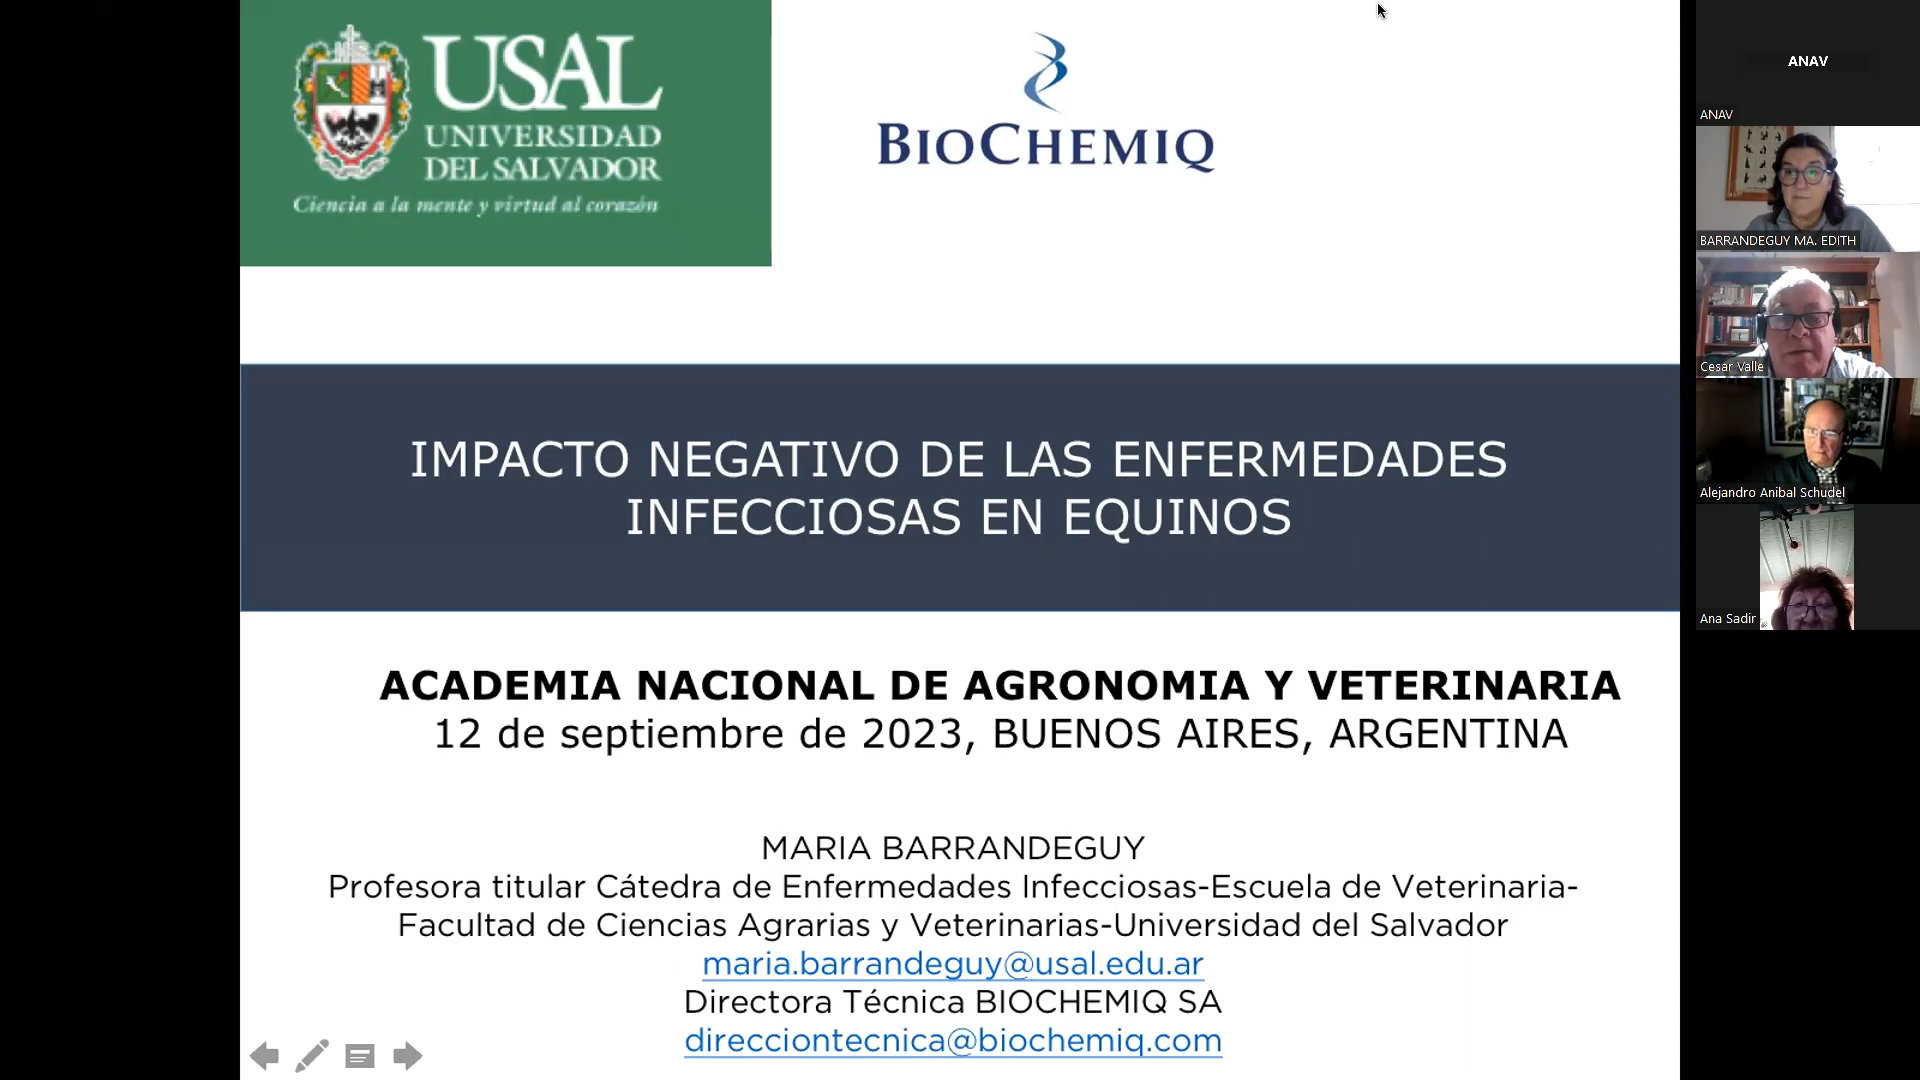 USAL
UNIVERSIDAD
DEL SALVADOR
Ciencia a la mente y virtud al corazón
BIOCHEMIQ
IMPACTO NEGATIVO DE LAS ENFERMEDADES
INFECCIOSAS EN EQUINOS
ACADEMIA NACIONAL DE AGRONOMIA Y VETERINARIA
12 de septiembre de 2023, BUENOS AIRES, ARGENTINA
MARIA BARRANDEGUY
Profesora titular Cátedra de Enfermedades Infecciosas-Escuela de Veterinaria-
Facultad de Ciencias Agrarias y Veterinarias-Universidad del Salvador
maria.barrandeguy@usal.edu.ar
Directora Técnica BIOCHEMIQ SA
direcciontecnica@biochemiq.com
ANAV
ANAV
BARRANDEGUY MA. EDITH
Cesar Valle
Alejandro Anibal Schudel
Ana Sadir